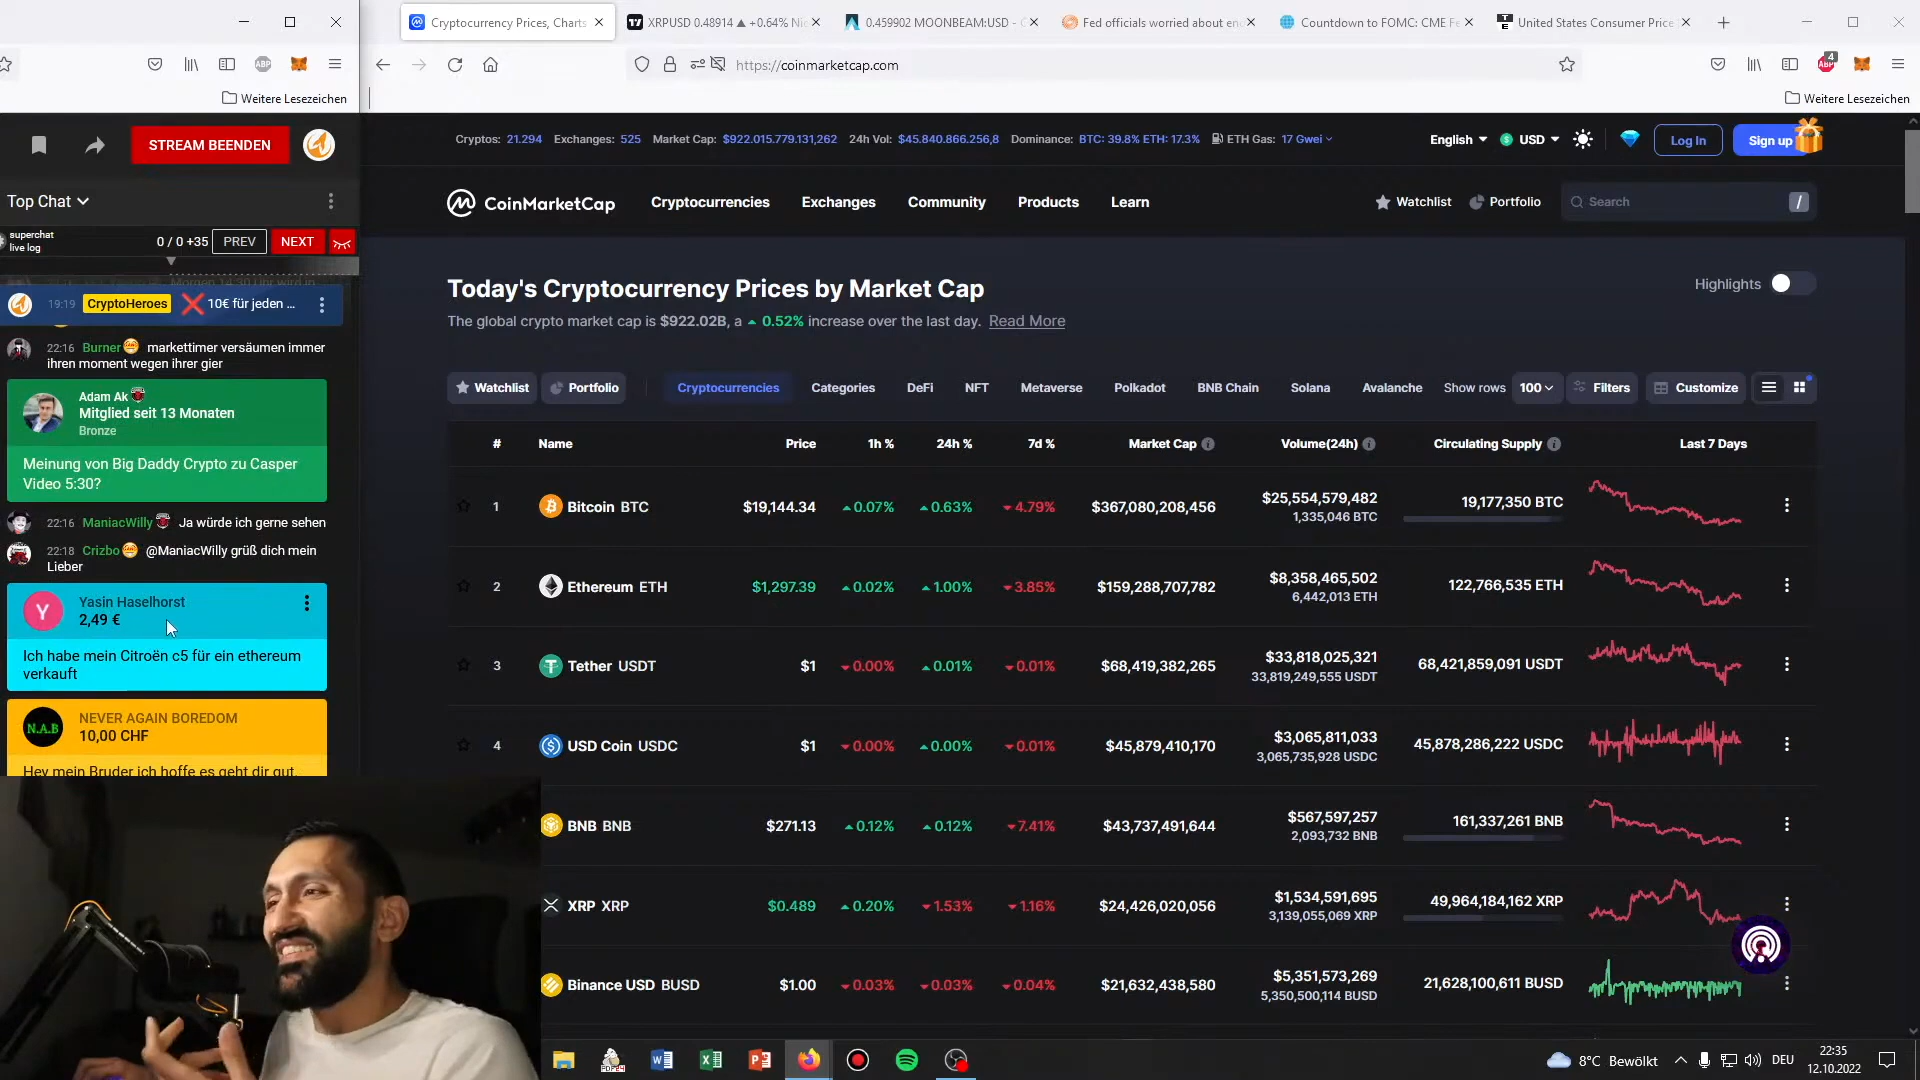 Cryptocurrency Prices, Charts
XRPUSD 0.48914 ▲ +0.64%
0.459902 MOONBEAM:USD -
Fed officials worried about
Countdown to FOMC: CME
United States Consumer Price
https://coinmarketcap.com
Weitere Lesezeichen
Weitere Lesezeichen
STREAM BEENDEN
Top Chat
superchat
live log
0 / 0 +35
PREV
NEXT
19:19 CryptoHeroes ❌ 10€ für jeden ...
22:16 Burner markettimer versäumen immer
ihren moment wegen ihrer gier
Adam Ak
Mitglied seit 13 Monaten
Bronze
Meinung von Big Daddy Crypto zu Casper
Video 5:30?
22:16 ManiacWilly Ja würde ich gerne sehen
22:18 Crizbo @ManiacWilly grüß dich mein
Lieber
Y
Yasin Haselhorst
2,49 €
Ich habe mein Citroën c5 für ein ethereum
verkauft
N.A.B
NEVER AGAIN BOREDOM
10,00 CHF
Hey mein Bruder ich hoffe es geht dir gut
Cryptos: 21.294 Exchanges: 525 Market Cap: $922.015.779.131,262 24h Vol: $45.840.866.256,8 Dominance: BTC: 39.8% ETH: 17.3% ETH Gas: 17 Gwei
English
USD
Log In
Sign up
CoinMarketCap
Cryptocurrencies
Exchanges
Community
Products
Learn
Watchlist
Portfolio
Search
/
Today's Cryptocurrency Prices by Market Cap
Highlights
The global crypto market cap is $922.02B, a ▲ 0.52% increase over the last day. Read More
Watchlist
Portfolio
Cryptocurrencies
Categories
DeFi
NFT
Metaverse
Polkadot
BNB Chain
Solana
Avalanche
Show rows
100
Filters
Customize
# Name Price 1h % 24h % 7d % Market Cap Volume(24h) Circulating Supply Last 7 Days
1 Bitcoin BTC $19,144.34 ▲0.07% ▲0.63% ▼4.79% $367,080,208,456 $25,554,579,482 19,177,350 BTC
1,335,046 BTC
2 Ethereum ETH $1,297.39 ▲0.02% ▲1.00% ▼3.85% $159,288,707,782 $8,358,465,502 122,766,535 ETH
6,442,013 ETH
3 Tether USDT $1 ▼0.00% ▲0.01% ▼0.01% $68,419,382,265 $33,818,025,321 68,421,859,091 USDT
33,819,249,555 USDT
4 USD Coin USDC $1 ▼0.00% ▲0.00% ▼0.01% $45,879,410,170 $3,065,811,033 45,878,286,222 USDC
3,065,735,928 USDC
BNB BNB $271.13 ▲0.12% ▲0.12% ▼7.41% $43,737,491,644 $567,597,257 161,337,261 BNB
2,093,732 BNB
XRP XRP $0.489 ▲0.20% ▼1.53% ▼1.16% $24,426,020,056 $1,534,591,695 49,964,184,162 XRP
3,139,055,069 XRP
Binance USD BUSD $1.00 ▼0.03% ▼0.03% ▼0.04% $21,632,438,580 $5,351,573,269 21,628,100,611 BUSD
5,350,500,114 BUSD
8°C Bewölkt
DEU
22:35
12.10.2022